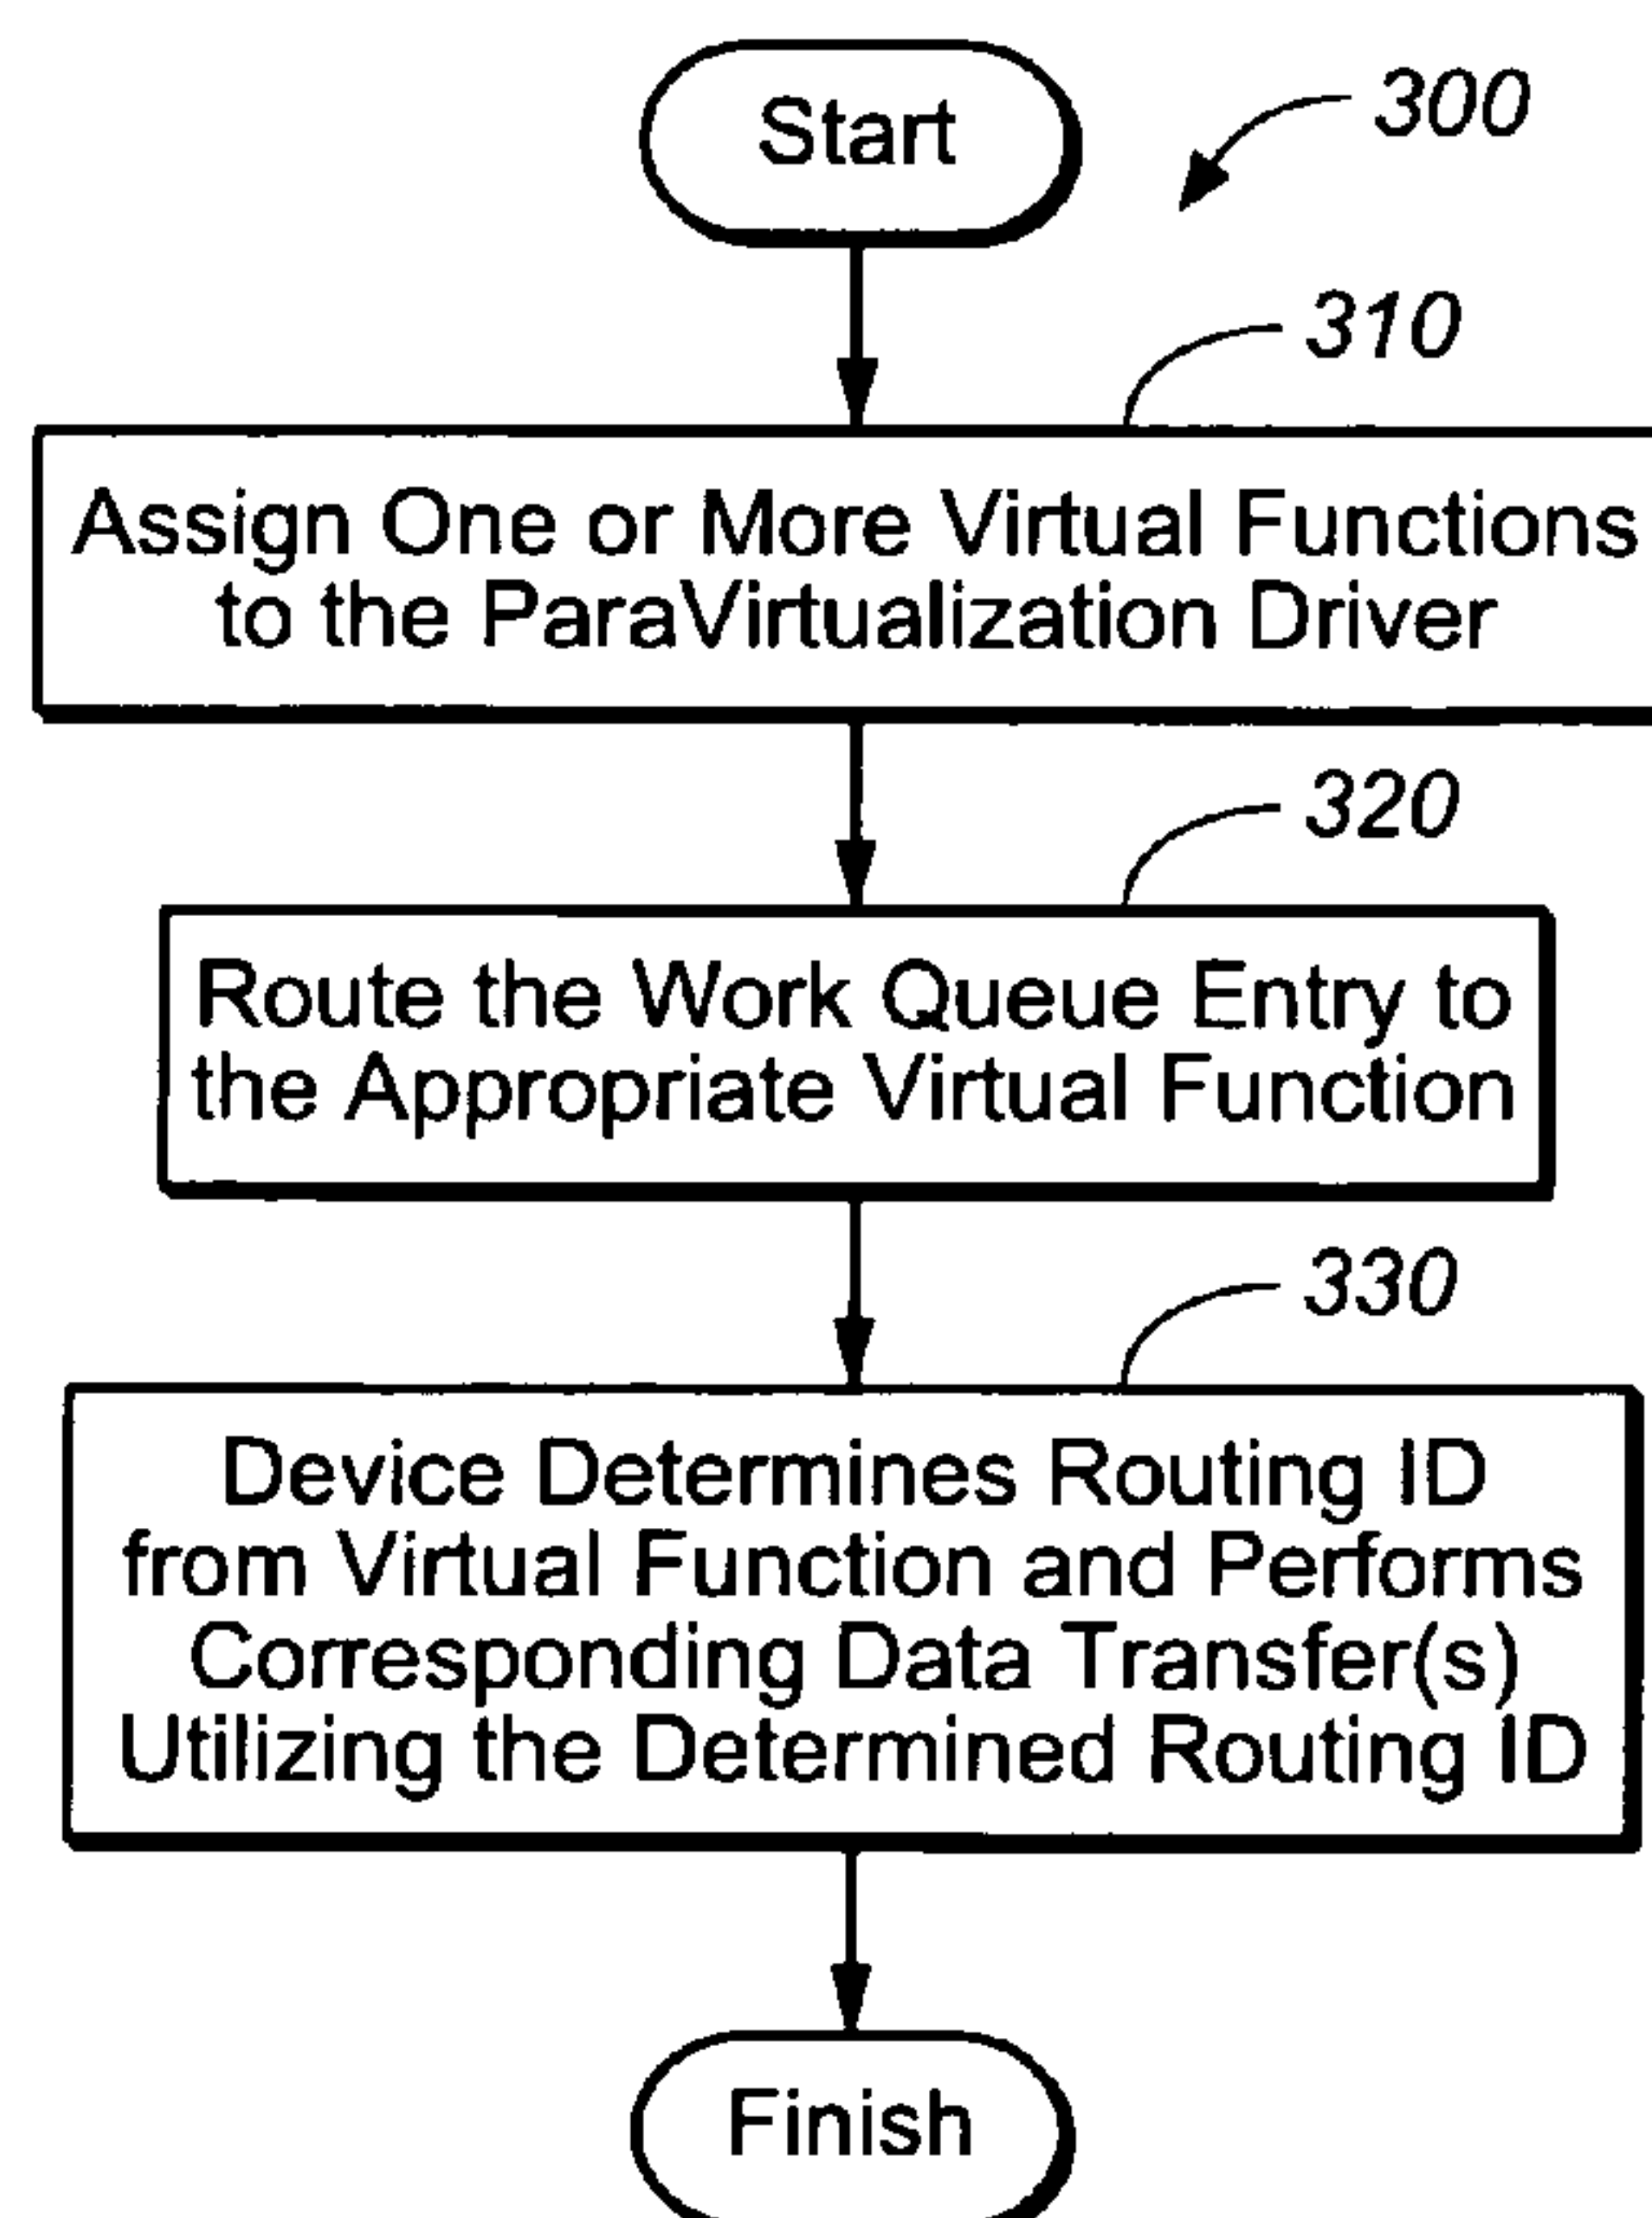 Start
300
310
Assign One or More Virtual Functions
to the ParaVirtualization Driver
320
Route the Work Queue Entry to
the Appropriate Virtual Function
330
Device Determines Routing ID
from Virtual Function and Performs
Corresponding Data Transfer(s)
Utilizing the Determined Routing ID
Finish